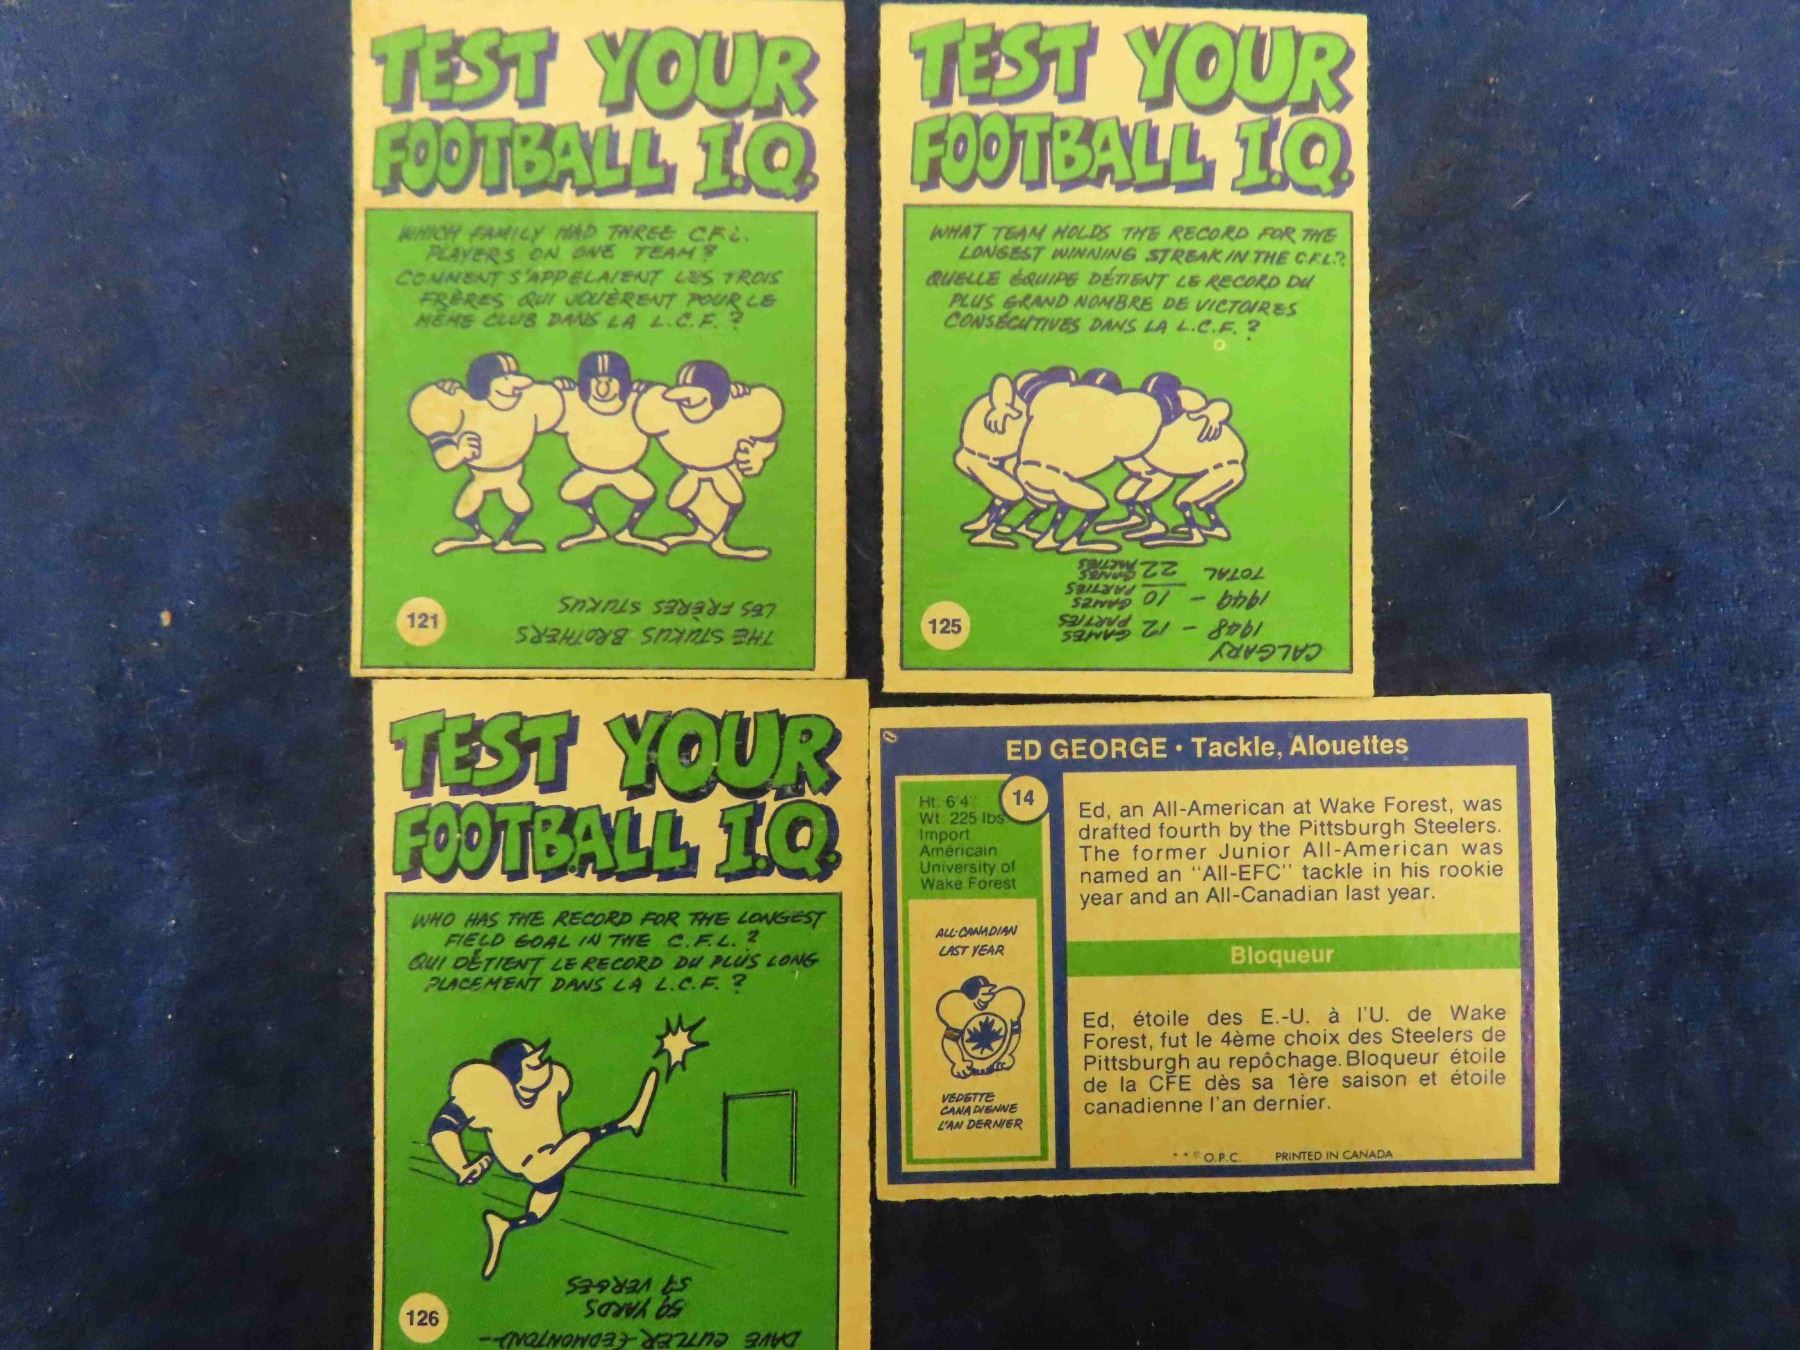 TEST YOUR
FOOTBALL I.Q.
WHICH FAMILY HAD THREE C.F.L.
PLAYERS ON ONE TEAM?
COMMENT S'APPELAIENT LES TROIS
FRÈRES QUI JOUÈRENT POUR LE
MÊME CLUB DANS LA L.C.F. ?
121
THE STUKUS BROTHERS
LES FRÈRES STUKUS
TEST YOUR
FOOTBALL I.Q.
WHAT TEAM HOLDS THE RECORD FOR THE
LONGEST WINNING STREAK IN THE C.F.L.?
QUELLE ÉQUIPE DÉTIENT LE RECORD DU
PLUS GRAND NOMBRE DE VICTOIRES
CONSÉCUTIVES DANS LA L.C.F. ?
125
CALGARY
1948 - 12 GAMES PARTIES
1949 - 10 GAMES PARTIES
TOTAL 22 GAMES PARTIES
TEST YOUR
FOOTBALL I.Q.
WHO HAS THE RECORD FOR THE LONGEST
FIELD GOAL IN THE C.F.L. ?
QUI DÉTIENT LE RECORD DU PLUS LONG
PLACEMENT DANS LA L.C.F. ?
126
DAVE CUTLER (EDMONTON) -
59 YARDS
59 VERGES
ED GEORGE • Tackle, Alouettes
14
Ht: 6'4"
Wt: 225 lbs
Import
Américain
University of
Wake Forest
ALL-CANADIAN
LAST YEAR
VEDETTE
CANADIENNE
L'AN DERNIER
Ed, an All-American at Wake Forest, was
drafted fourth by the Pittsburgh Steelers.
The former Junior All-American was
named an "All-EFC" tackle in his rookie
year and an All-Canadian last year.
Bloqueur
Ed, étoile des E.-U. à l'U. de Wake
Forest, fut le 4ème choix des Steelers de
Pittsburgh au repôchage. Bloqueur étoile
de la CFE dès sa 1ère saison et étoile
canadienne l'an dernier.
* * © O.P.C. PRINTED IN CANADA